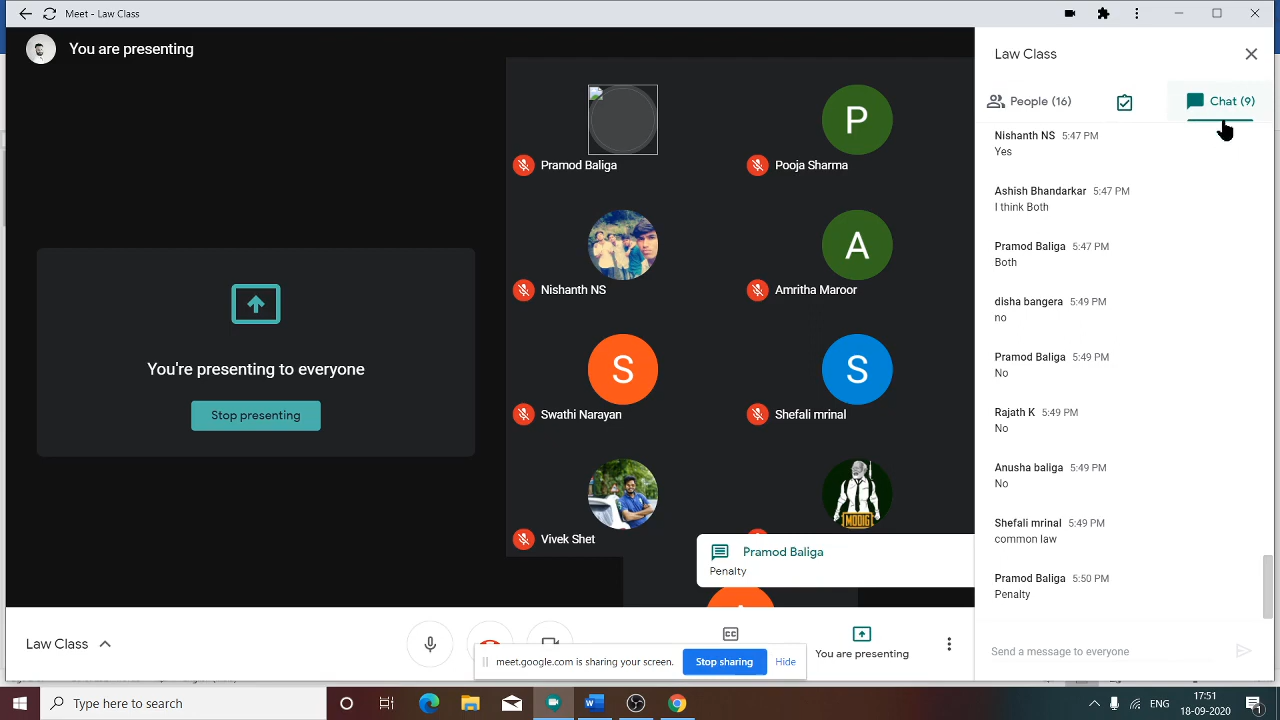 Meet - Law Class
You are presenting
Law Class
People (16)
Chat (9)
Pramod Baliga
P
Pooja Sharma
Nishanth NS
A
Amritha Maroor
S
Swathi Narayan
S
Shefali mrinal
Vivek Shet
MODIG
Pramod Baliga
Penalty
You're presenting to everyone
Stop presenting
Nishanth NS 5:47 PM
Yes
Ashish Bhandarkar 5:47 PM
I think Both
Pramod Baliga 5:47 PM
Both
disha bangera 5:49 PM
no
Pramod Baliga 5:49 PM
No
Rajath K 5:49 PM
No
Anusha baliga 5:49 PM
No
Shefali mrinal 5:49 PM
common law
Pramod Baliga 5:50 PM
Penalty
Send a message to everyone
Law Class
CC
You are presenting
meet.google.com is sharing your screen.
Stop sharing
Hide
Type here to search
W
ENG
17:51
18-09-2020